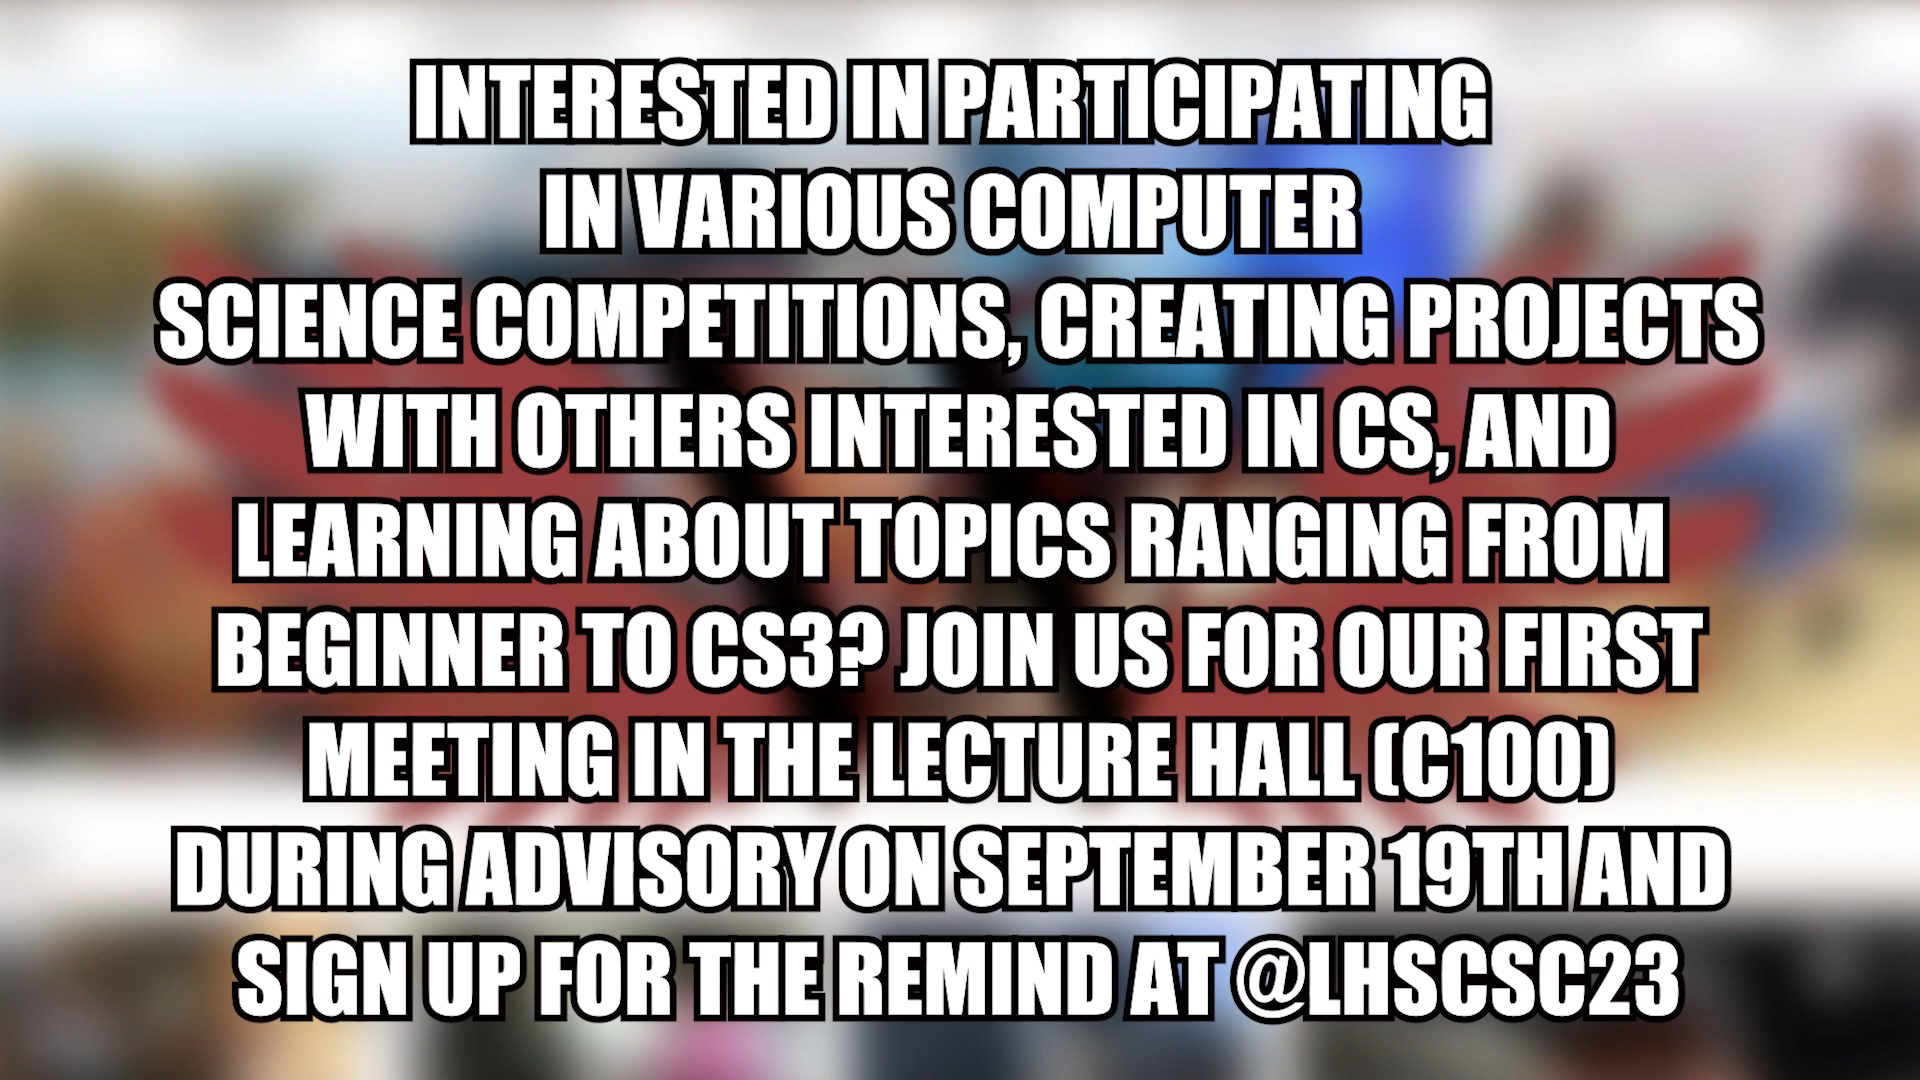 INTERESTED IN PARTICIPATING
IN VARIOUS COMPUTER
SCIENCE COMPETITIONS, CREATING PROJECTS
WITH OTHERS INTERESTED IN CS, AND
LEARNING ABOUT TOPICS RANGING FROM
BEGINNER TO CS3? JOIN US FOR OUR FIRST
MEETING IN THE LECTURE HALL (C100)
DURING ADVISORY ON SEPTEMBER 19TH AND
SIGN UP FOR THE REMIND AT @LHSCSC23